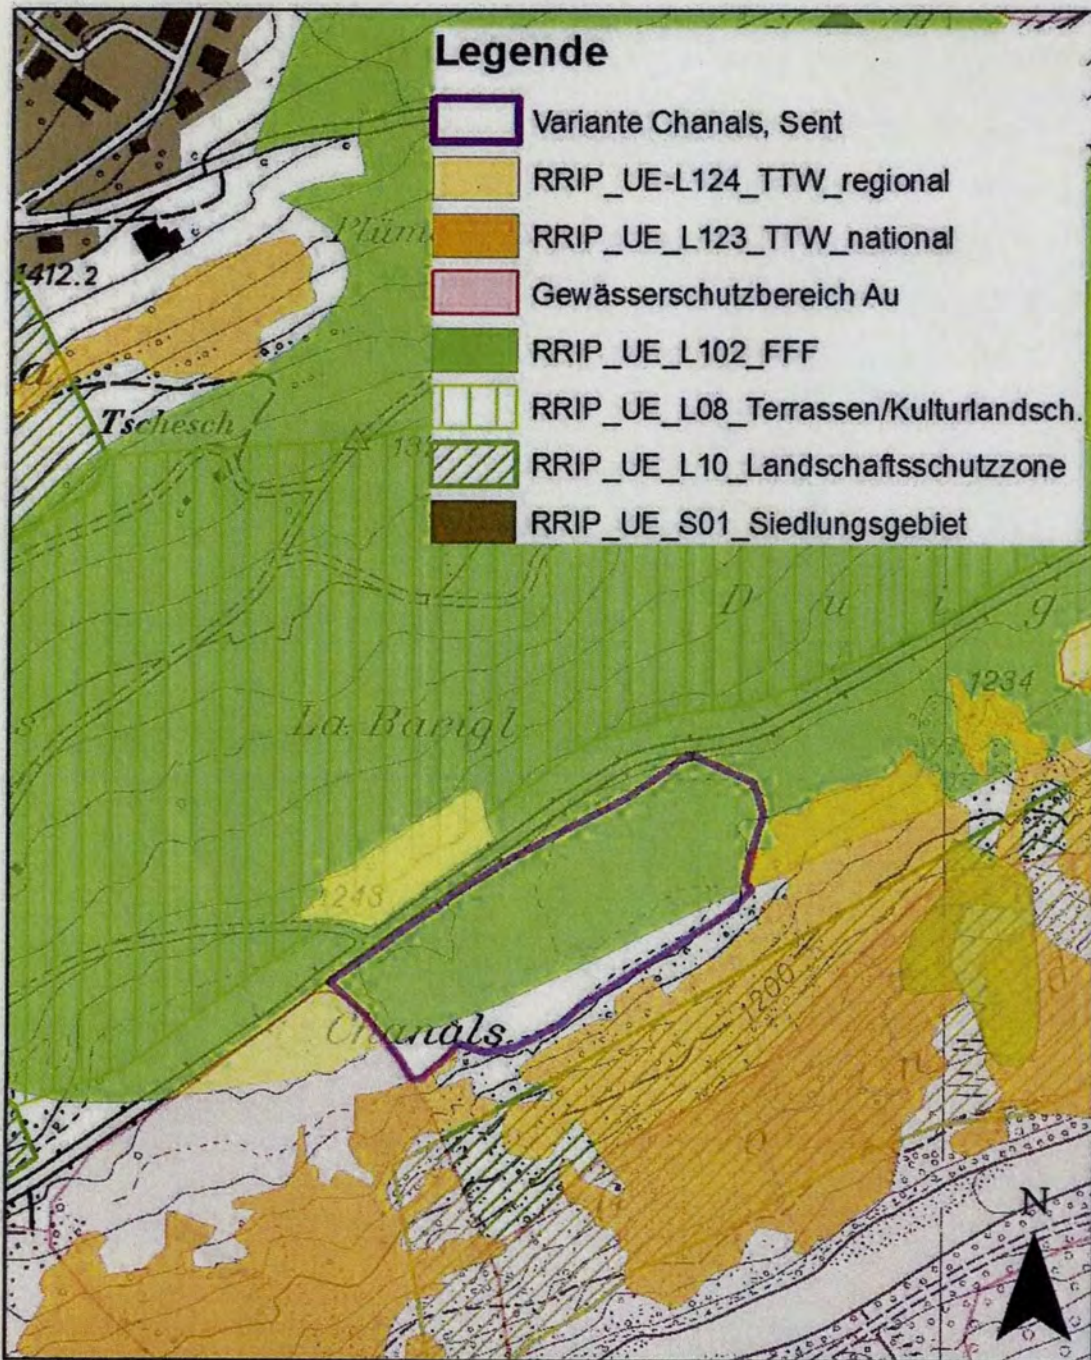 Legende
Variante Chanals, Sent
RRIP_UE-L124_TTW_regional
RRIP_UE_L123_TTW_national
Gewässerschutzbereich Au
RRIP_UE_L102_FFF
RRIP_UE_L08_Terrassen/Kulturlandsch.
RRIP_UE_L10_Landschaftsschutzzone
RRIP_UE_S01_Siedlungsgebiet
1412.2
a
Tschesch
D u i g
1234
s
La Barigl
1243
Chanals
1200
d
N